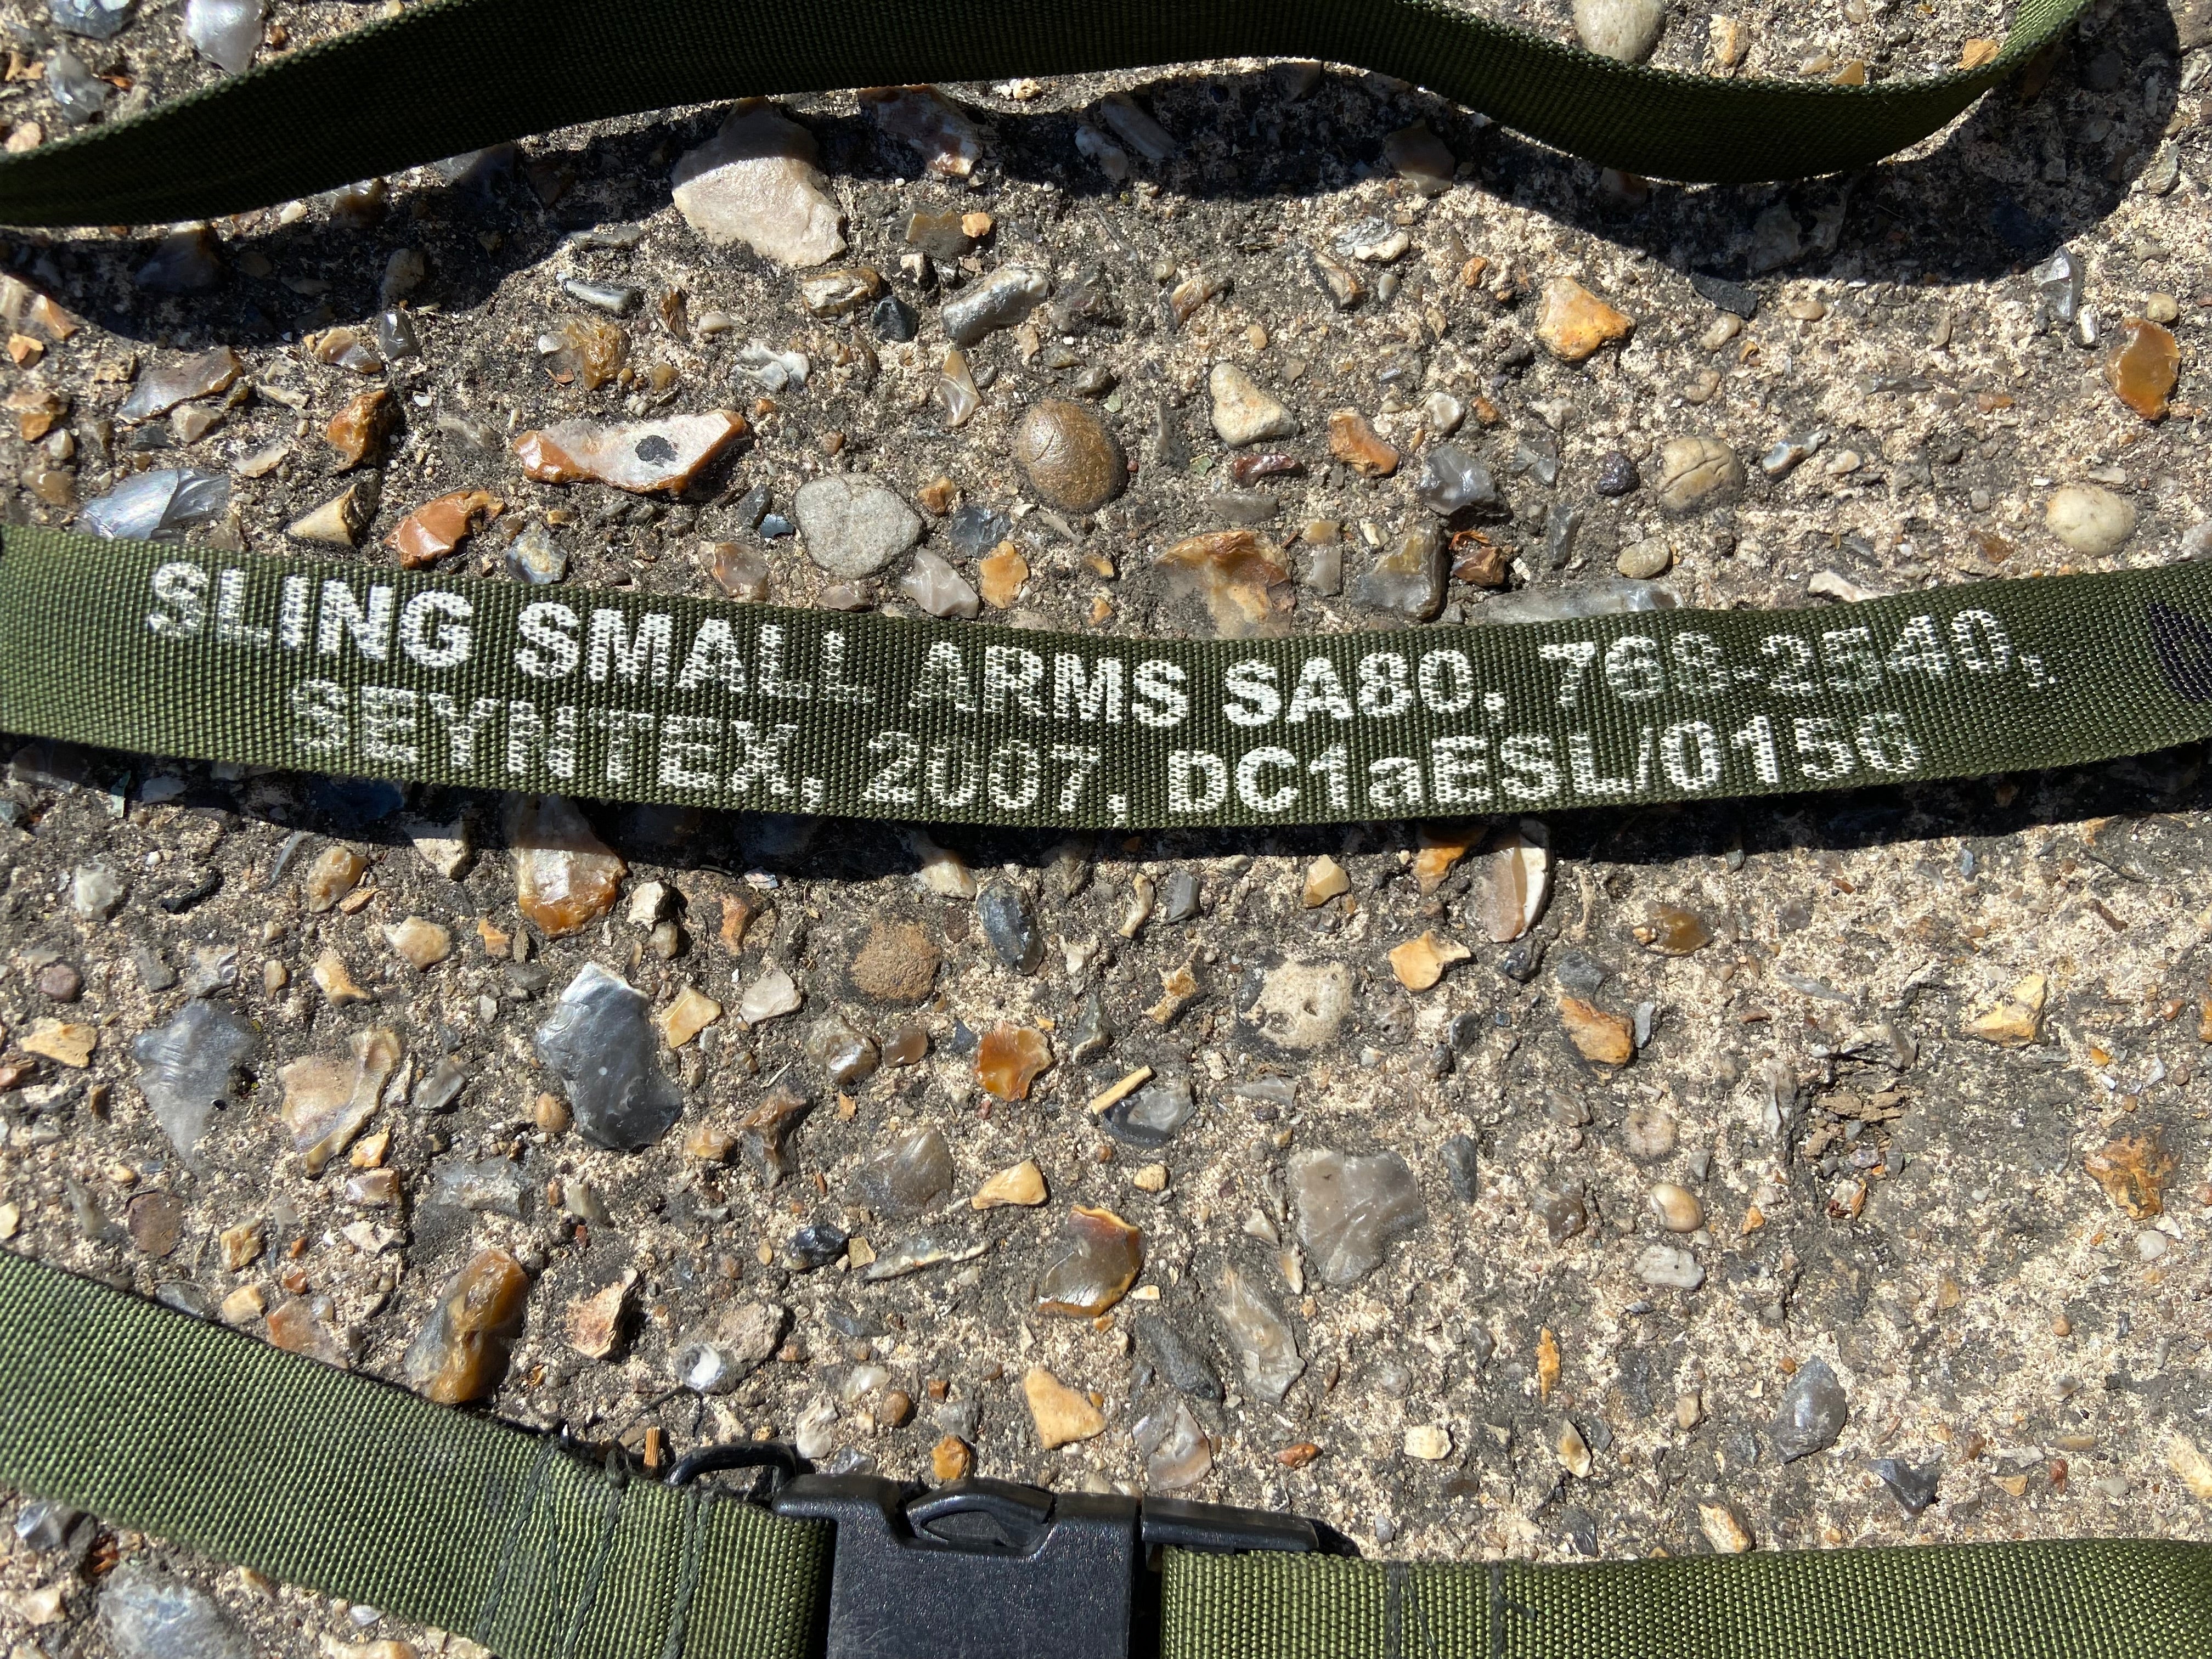 SLING SMALL ARMS SA80, 768-2540,
SEYNTEX, 2007, DC1aESL/0156